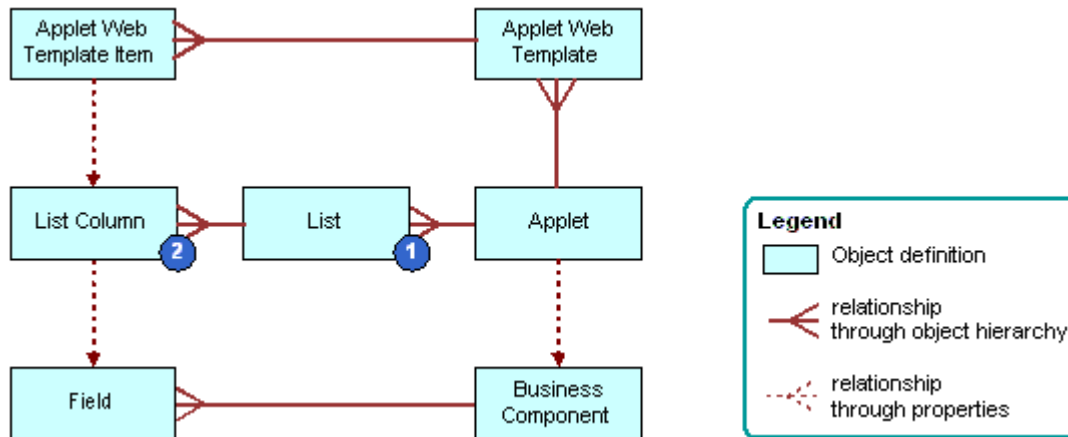 Applet Web
Template Item
Applet Web
Template
List Column
2
List
1
Applet
Field
Business
Component
Legend
Object definition
relationship
through object hierarchy
relationship
through properties